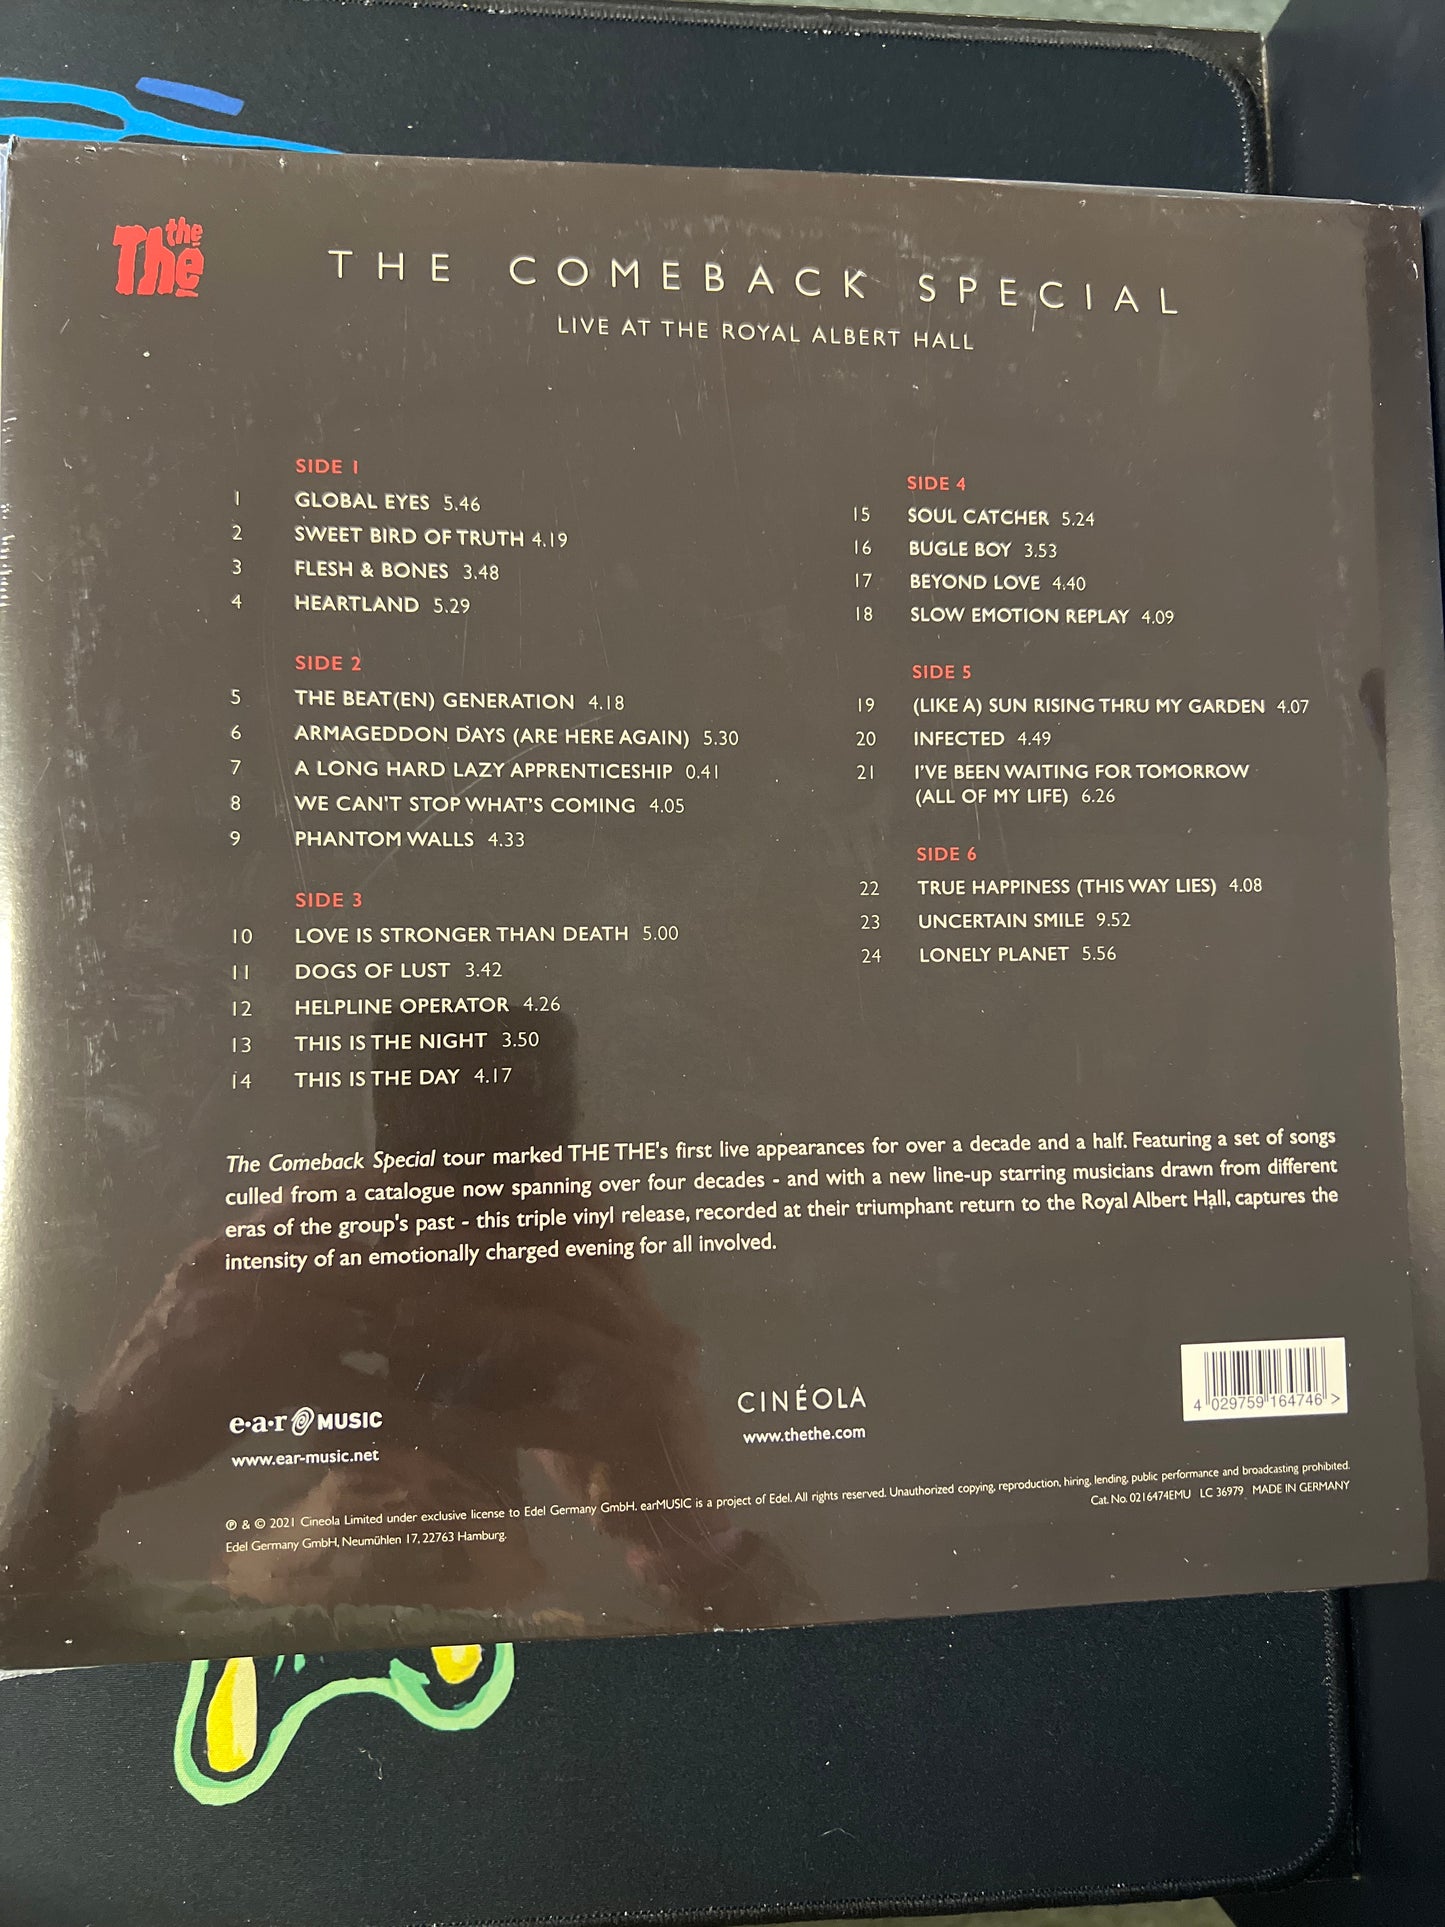 the The
THE COMEBACK SPECIAL
LIVE AT THE ROYAL ALBERT HALL
SIDE 1
1 GLOBAL EYES 5.46
2 SWEET BIRD OF TRUTH 4.19
3 FLESH & BONES 3.48
4 HEARTLAND 5.29
SIDE 2
5 THE BEAT(EN) GENERATION 4.18
6 ARMAGEDDON DAYS (ARE HERE AGAIN) 5.30
7 A LONG HARD LAZY APPRENTICESHIP 0.41
8 WE CAN'T STOP WHAT'S COMING 4.05
9 PHANTOM WALLS 4.33
SIDE 3
10 LOVE IS STRONGER THAN DEATH 5.00
11 DOGS OF LUST 3.42
12 HELPLINE OPERATOR 4.26
13 THIS IS THE NIGHT 3.50
14 THIS IS THE DAY 4.17
SIDE 4
15 SOUL CATCHER 5.24
16 BUGLE BOY 3.53
17 BEYOND LOVE 4.40
18 SLOW EMOTION REPLAY 4.09
SIDE 5
19 (LIKE A) SUN RISING THRU MY GARDEN 4.07
20 INFECTED 4.49
21 I'VE BEEN WAITING FOR TOMORROW
(ALL OF MY LIFE) 6.26
SIDE 6
22 TRUE HAPPINESS (THIS WAY LIES) 4.08
23 UNCERTAIN SMILE 9.52
24 LONELY PLANET 5.56
The Comeback Special tour marked THE THE's first live appearances for over a decade and a half. Featuring a set of songs
culled from a catalogue now spanning over four decades - and with a new line-up starring musicians drawn from different
eras of the group's past - this triple vinyl release, recorded at their triumphant return to the Royal Albert Hall, captures the
intensity of an emotionally charged evening for all involved.
e•a•r MUSIC
www.ear-music.net
CINÉOLA
www.thethe.com
4 029759 164746 >
℗ & © 2021 Cineola Limited under exclusive license to Edel Germany GmbH. earMUSIC is a project of Edel. All rights reserved. Unauthorized copying, reproduction, hiring, lending, public performance and broadcasting prohibited.
Edel Germany GmbH, Neumühlen 17, 22763 Hamburg.
Cat. No. 0216474EMU LC 36979 MADE IN GERMANY